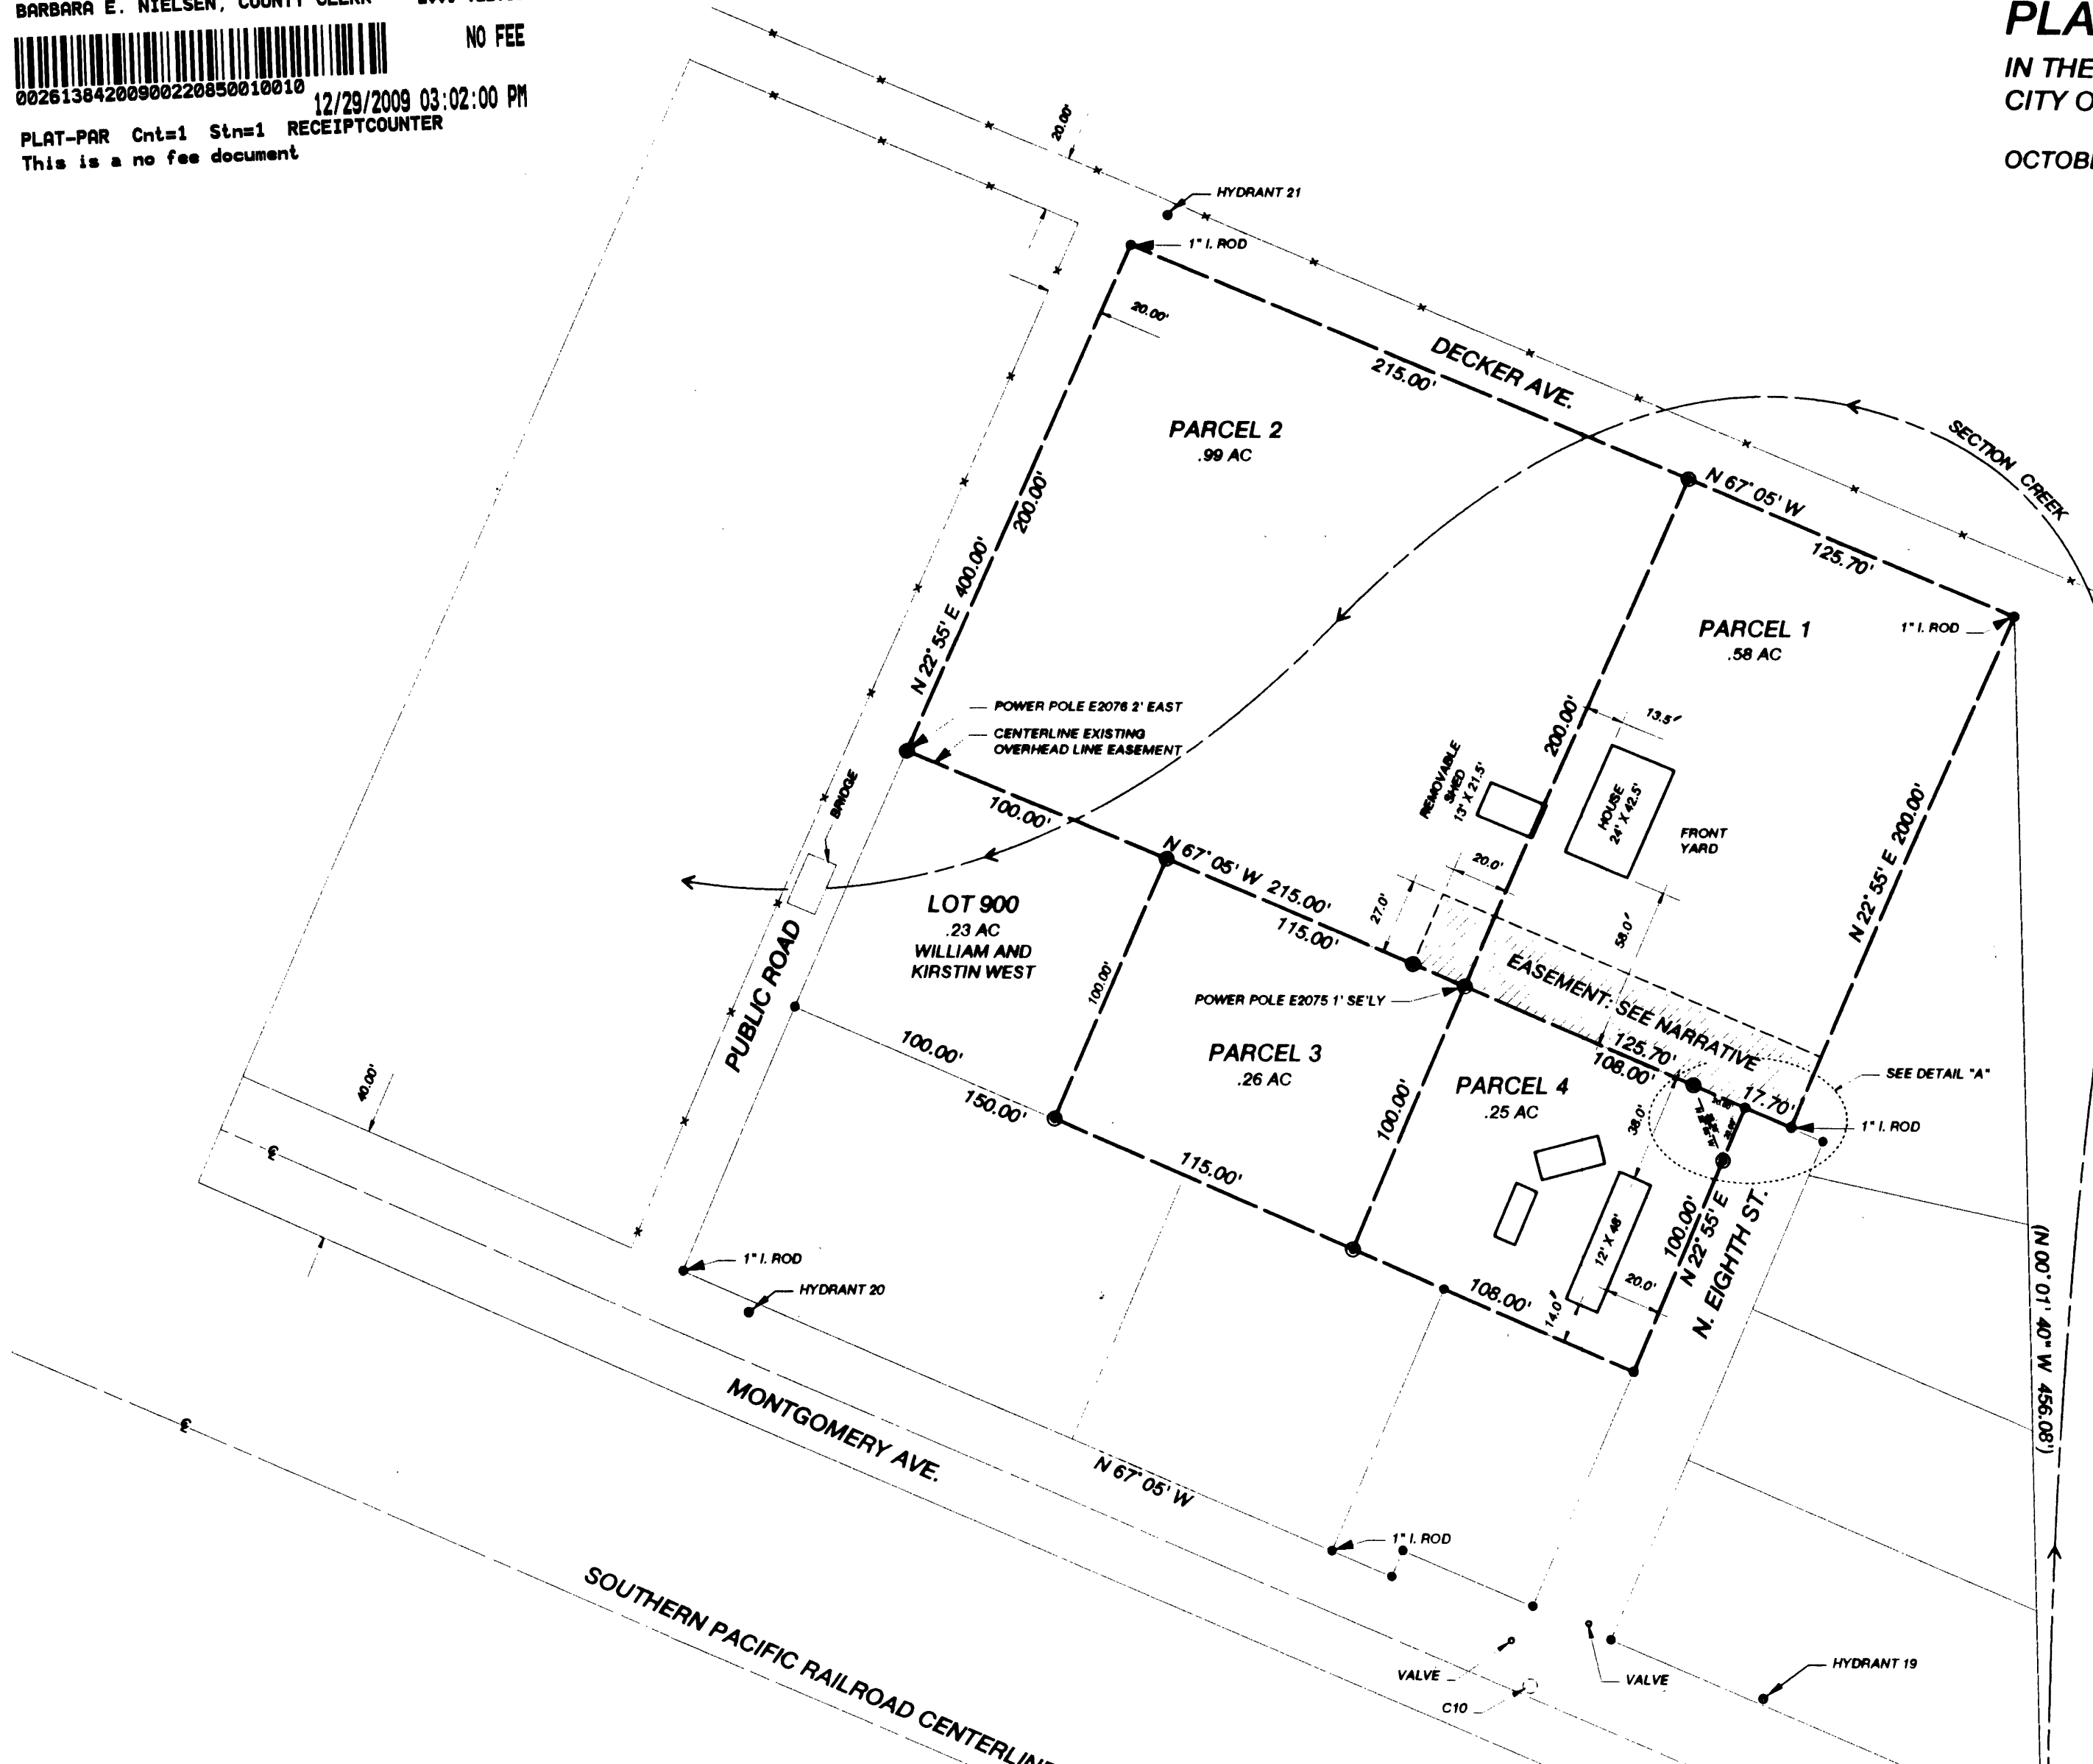 BARBARA E. NIELSEN, COUNTY CLERK
NO FEE
00261384200900220850010010
12/29/2009 03:02:00 PM
PLAT-PAR Cnt=1 Stn=1 RECEIPTCOUNTER
This is a no fee document
PLA
IN THE
CITY O
OCTOBE
20.00'
HYDRANT 21
1" I. ROD
20.00'
DECKER AVE.
215.00'
SECTION CREEK
PARCEL 2
.99 AC
N 67° 05' W
125.70'
200.00'
N 22° 55' E 400.00'
PARCEL 1
.58 AC
1" I. ROD
POWER POLE E2076 2' EAST
CENTERLINE EXISTING
OVERHEAD LINE EASEMENT
200.00'
13.5'
REMOVABLE
SHED
13' X 21.5'
HOUSE
24' X 42.5'
FRONT
YARD
N 22° 55' E 200.00'
BRIDGE
100.00'
N 67° 05' W 215.00'
115.00'
20.0'
27.0'
58.0'
LOT 900
.23 AC
WILLIAM AND
KIRSTIN WEST
PUBLIC ROAD
100.00'
POWER POLE E2075 1' SE'LY
EASEMENT: SEE NARRATIVE
125.70'
108.00'
17.70'
SEE DETAIL "A"
1" I. ROD
100.00'
150.00'
PARCEL 3
.26 AC
PARCEL 4
.25 AC
38.0'
40.00'
℄
115.00'
100.00'
12' X 48'
100.00'
N 22° 55' E
20.0'
14.0'
108.00'
N. EIGHTH ST.
(N 00° 01' 40" W 456.08')
1" I. ROD
HYDRANT 20
℄
MONTGOMERY AVE.
N 67° 05' W
1" I. ROD
SOUTHERN PACIFIC RAILROAD CENTERLINE
VALVE
C10
VALVE
HYDRANT 19